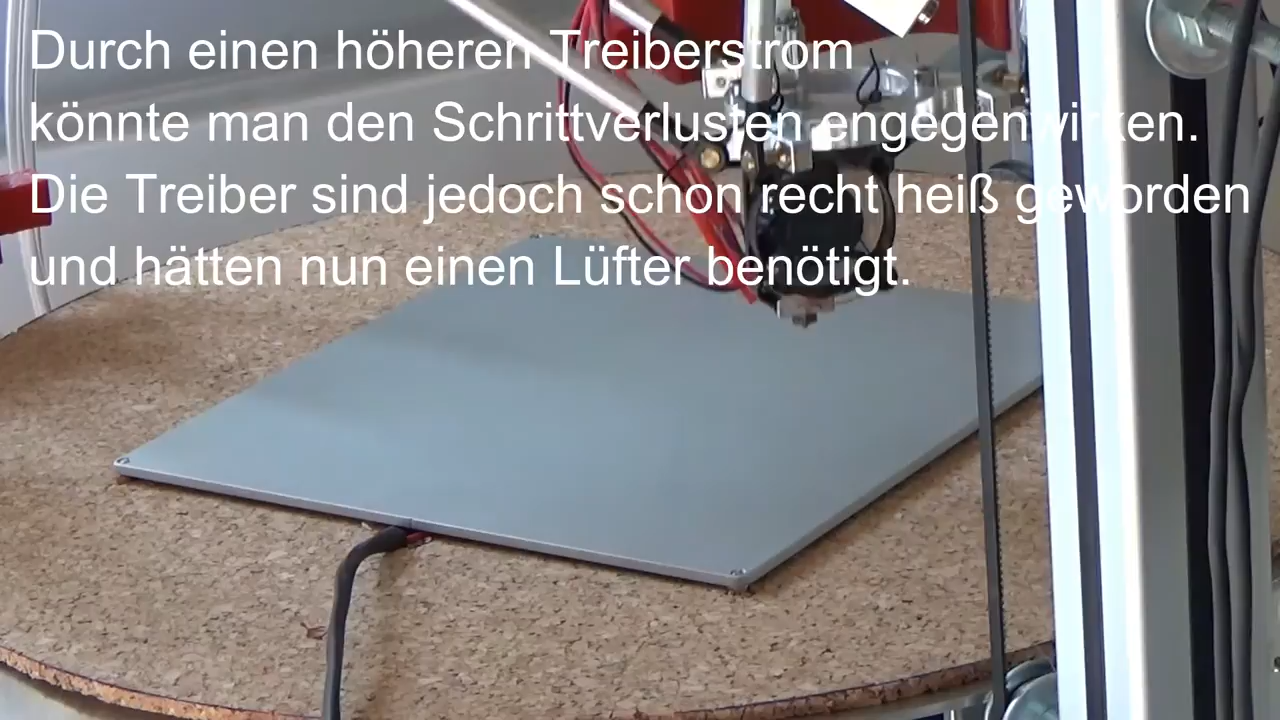 Durch einen höheren Treiberstrom
könnte man den Schrittverlusten engegenwirken.
Die Treiber sind jedoch schon recht heiß geworden
und hätten nun einen Lüfter benötigt.